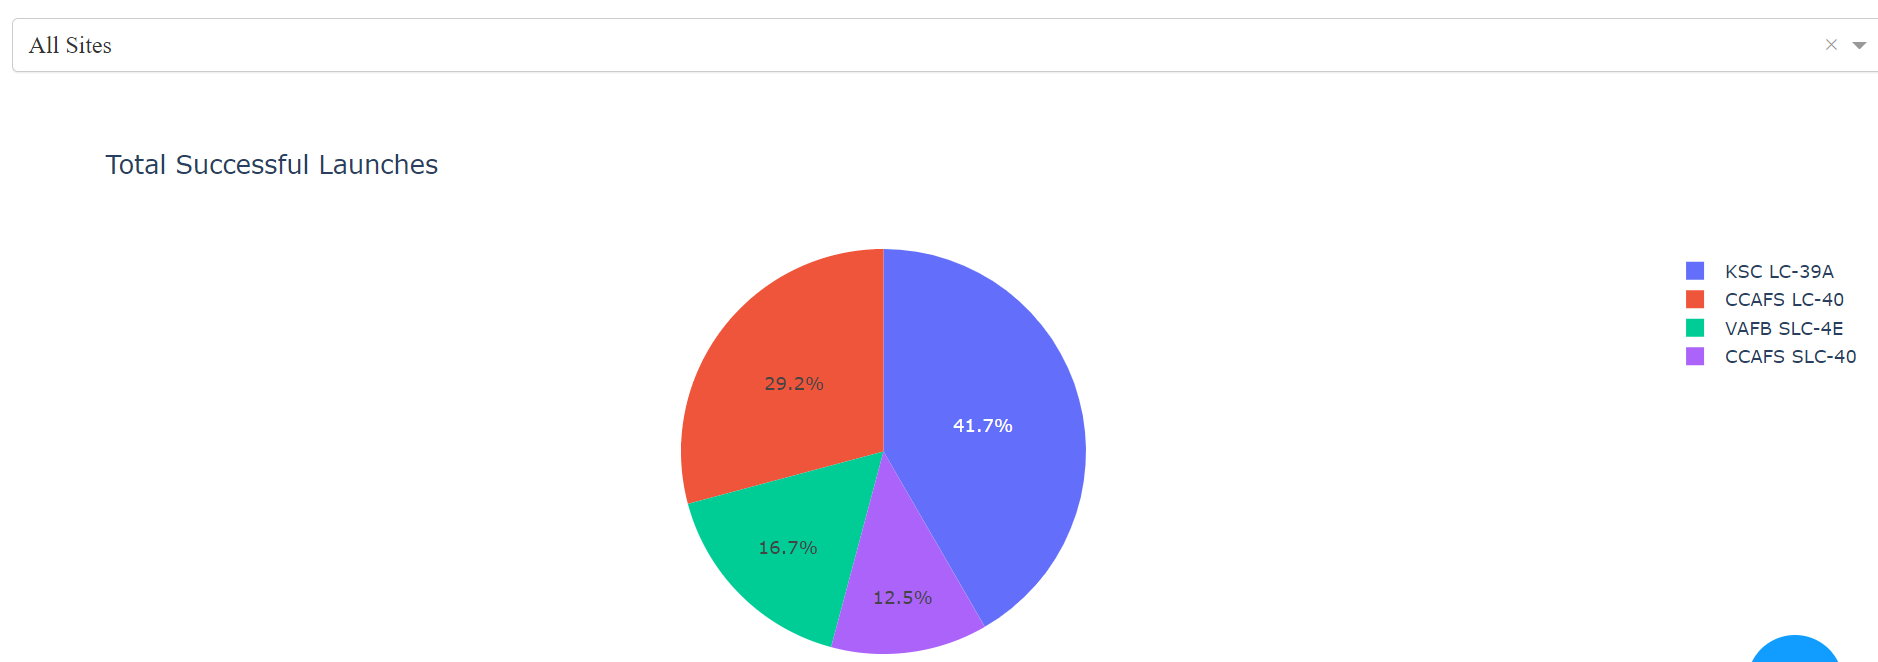 All Sites
Total Successful Launches
KSC LC-39A
CCAFS LC-40
VAFB SLC-4E
CCAFS SLC-40
29.2%
41.7%
16.7%
12.5%